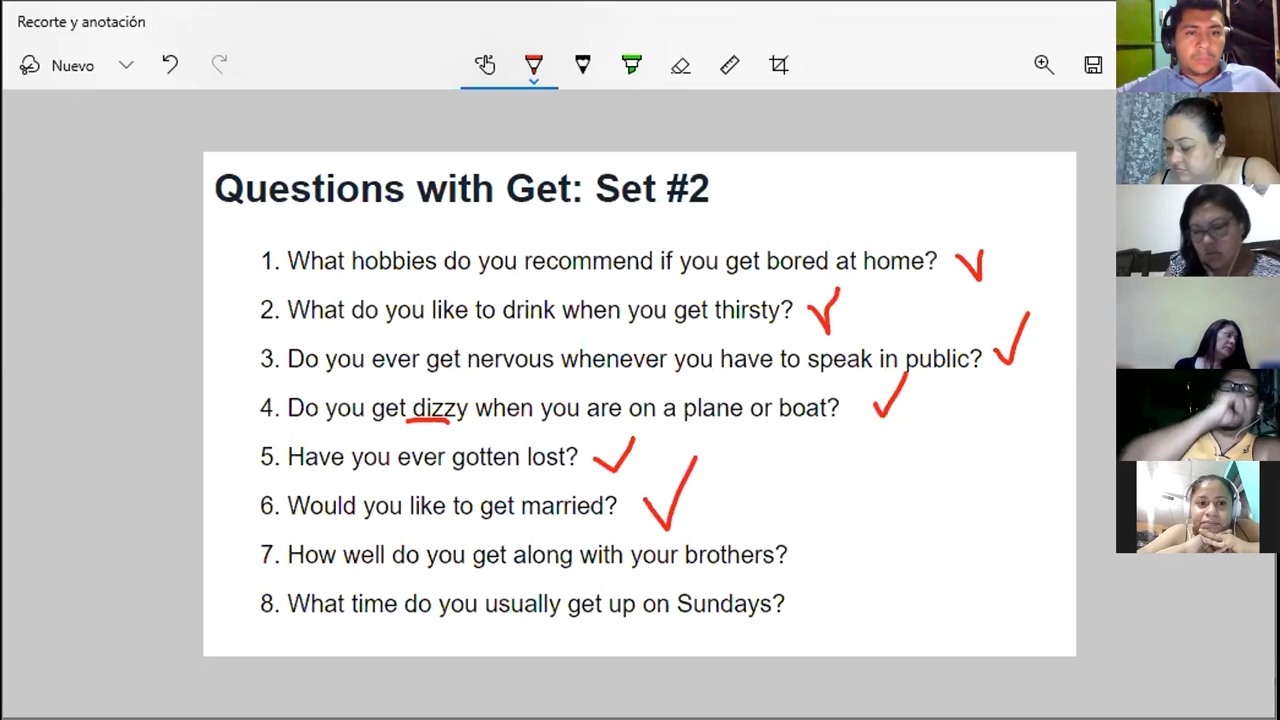 Recorte y anotación
Nuevo
Questions with Get: Set #2
1. What hobbies do you recommend if you get bored at home?
2. What do you like to drink when you get thirsty?
3. Do you ever get nervous whenever you have to speak in public?
4. Do you get dizzy when you are on a plane or boat?
5. Have you ever gotten lost?
6. Would you like to get married?
7. How well do you get along with your brothers?
8. What time do you usually get up on Sundays?